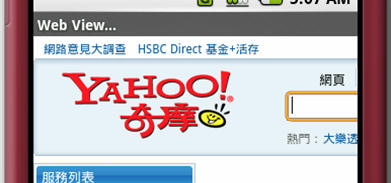 Web View...
網路意見大調查 HSBC Direct 基金+活存
YAHOO!
奇摩
網頁
熱門：大樂透
服務列表